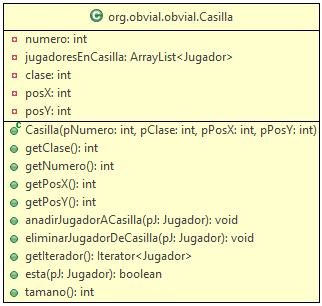 org.obvial.obvial.Casilla
numero: int
jugadoresEnCasilla: ArrayList<Jugador>
clase: int
posX: int
posY: int
Casilla(pNumero: int, pClase: int, pPosX: int, pPosY: int)
getClase(): int
getNumero(): int
getPosX(): int
getPosY(): int
anadirJugadorACasilla(pJ: Jugador): void
eliminarJugadorDeCasilla(pJ: Jugador): void
getIterador(): Iterator<Jugador>
esta(pJ: Jugador): boolean
tamano(): int